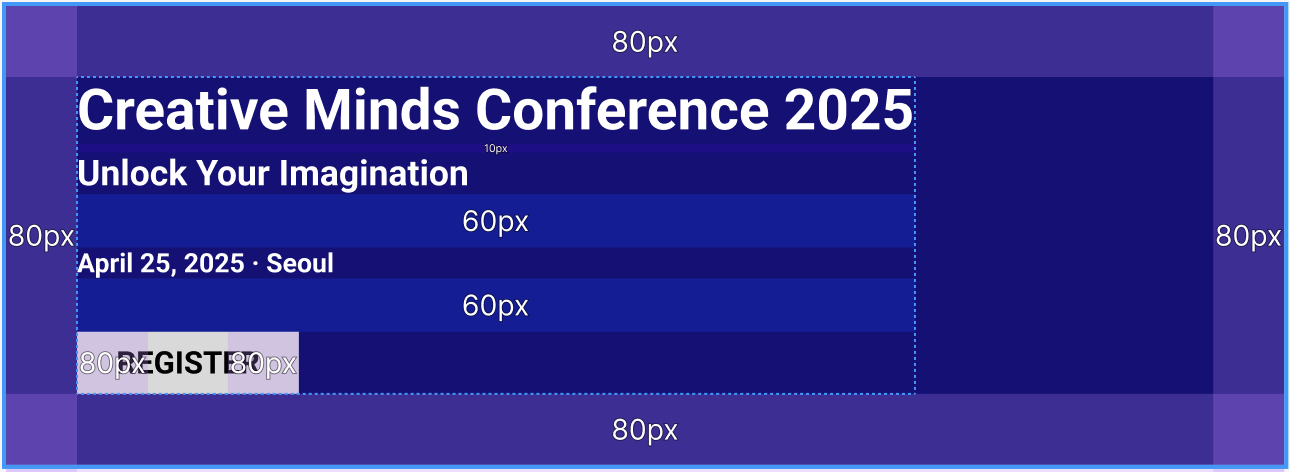 80px
Creative Minds Conference 2025
10px
Unlock Your Imagination
80px
60px
80px
April 25, 2025 · Seoul
60px
80px REGISTER 80px
80px